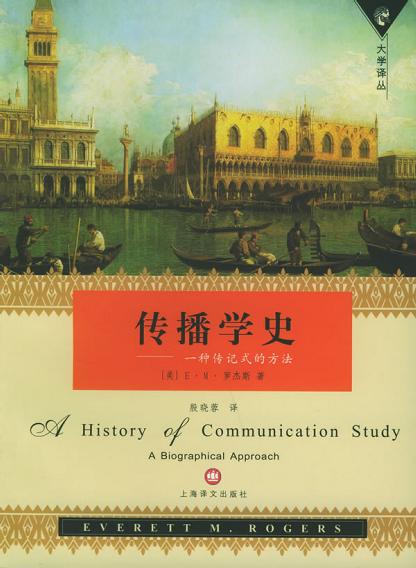 大学译丛
传播学史
——一种传记式的方法
[美] E·M·罗杰斯 著
殷晓蓉 译
A History of Communication Study
A Biographical Approach
上海译文出版社
EVERETT M. ROGERS